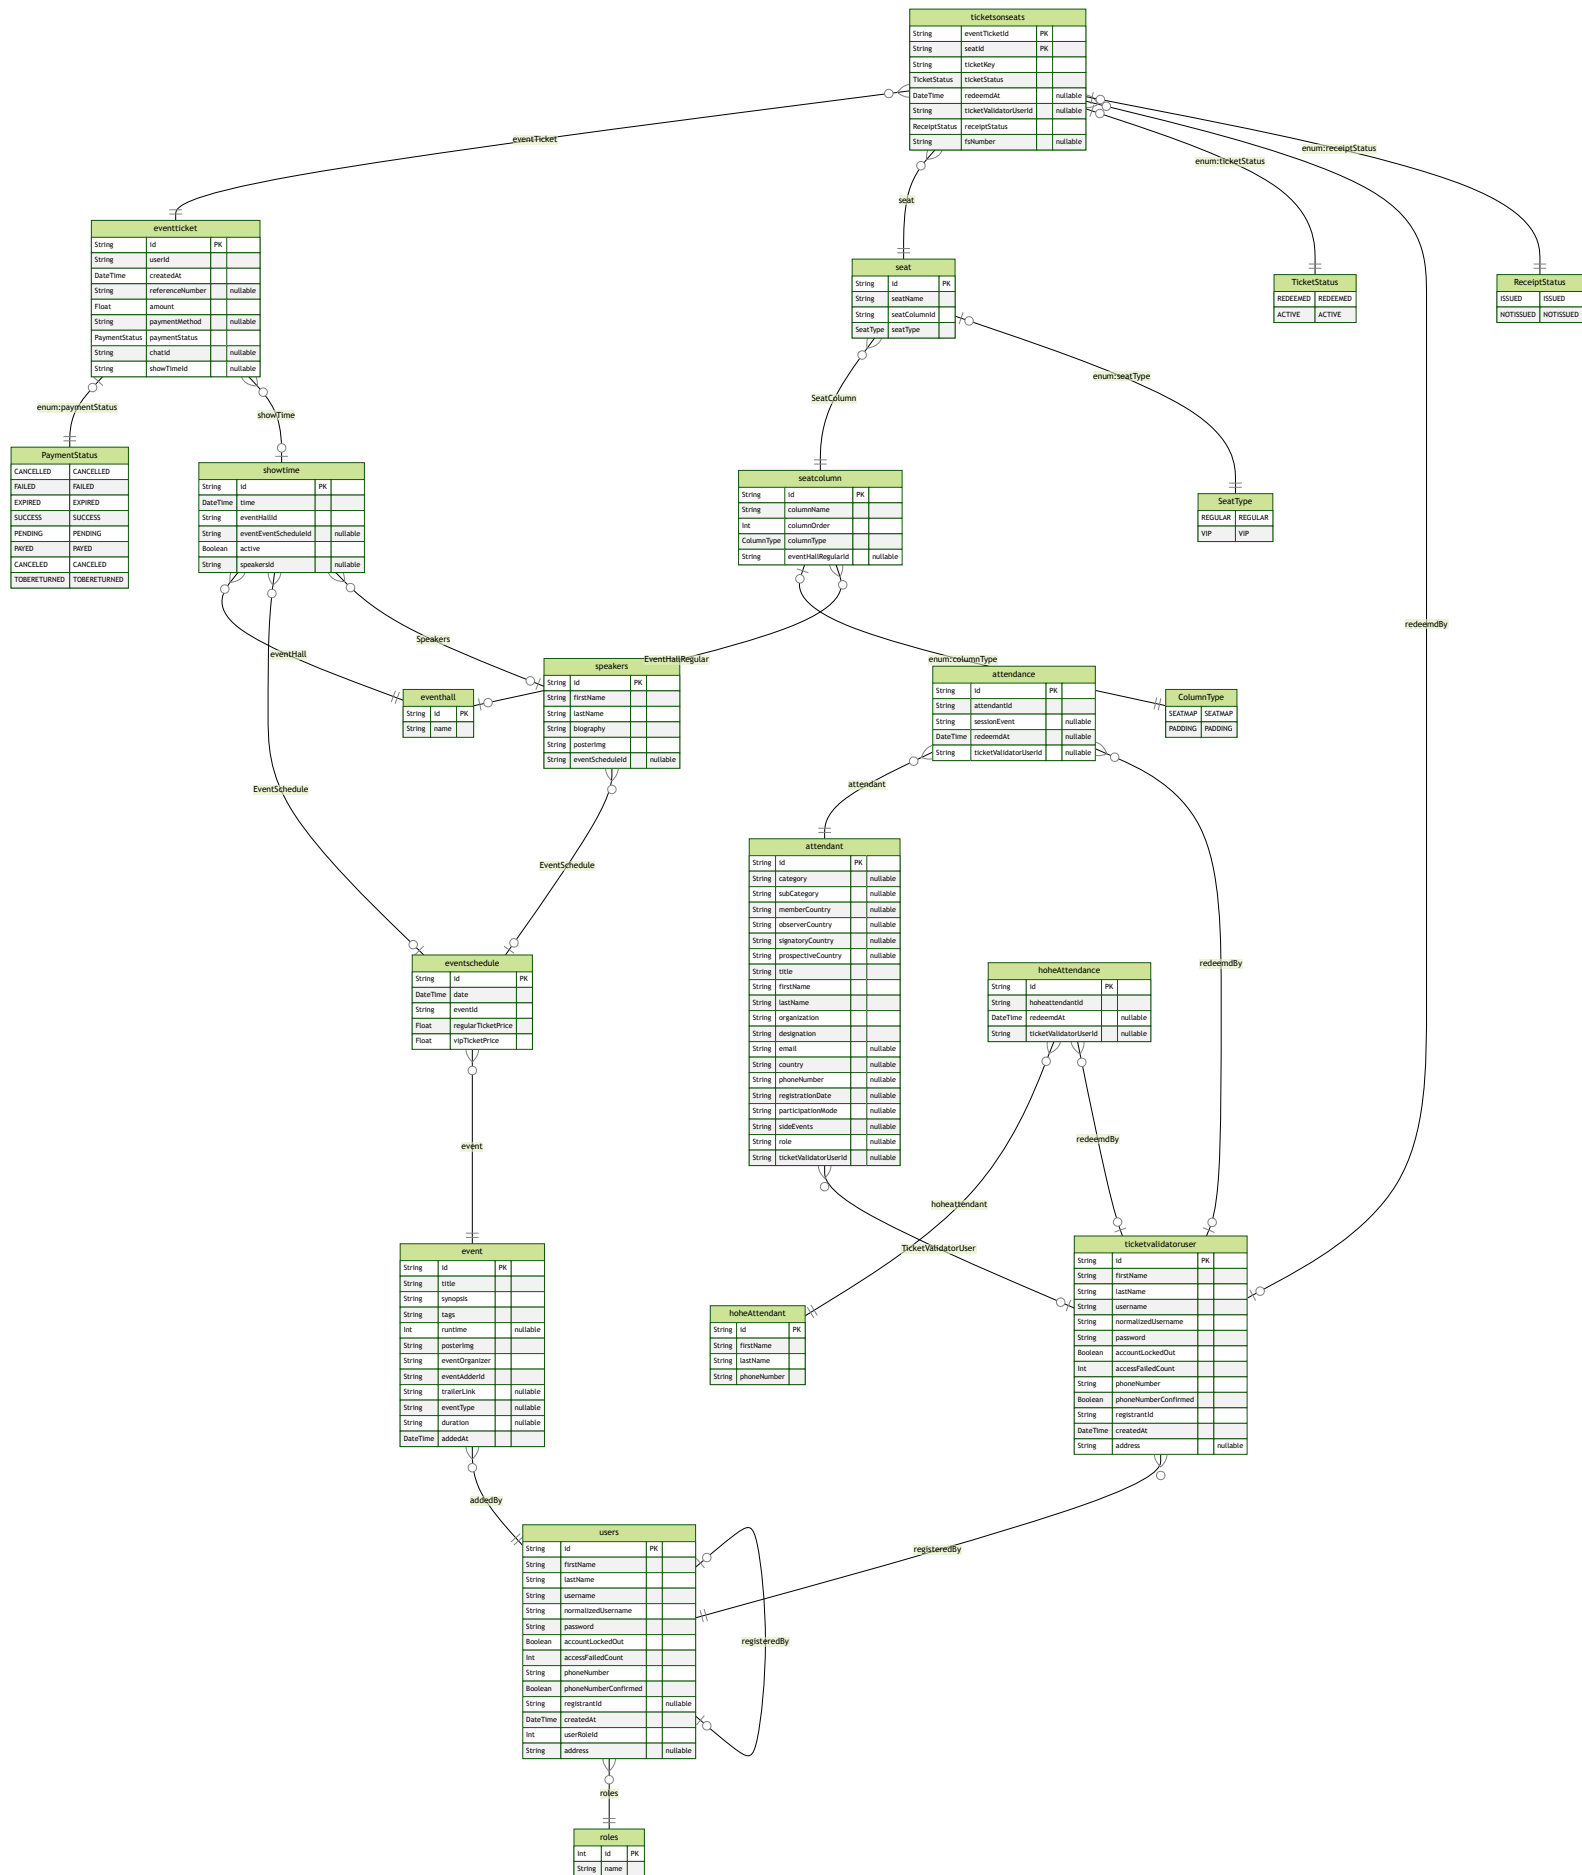 ticketsonseats
String eventTicketId PK
String seatId PK
String ticketKey
TicketStatus ticketStatus
DateTime redeemdAt nullable
String ticketValidatorUserId nullable
ReceiptStatus receiptStatus
String fsNumber nullable
eventTicket
seat
enum:ticketStatus
enum:receiptStatus
eventticket
String id PK
String userId
DateTime createdAt
String referenceNumber nullable
Float amount
String paymentMethod nullable
PaymentStatus paymentStatus
String chatId nullable
String showTimeId nullable
seat
String id PK
String seatName
String seatColumnId
SeatType seatType
TicketStatus
REDEEMED REDEEMED
ACTIVE ACTIVE
ReceiptStatus
ISSUED ISSUED
NOTISSUED NOTISSUED
enum:paymentStatus
showTime
SeatColumn
enum:seatType
PaymentStatus
CANCELLED CANCELLED
FAILED FAILED
EXPIRED EXPIRED
SUCCESS SUCCESS
PENDING PENDING
PAYED PAYED
CANCELED CANCELED
TOBERETURNED TOBERETURNED
showtime
String id PK
DateTime time
String eventHallId
String eventEventScheduleId nullable
Boolean active
String speakersId nullable
seatcolumn
String id PK
String columnName
Int columnOrder
ColumnType columnType
String eventHallRegularId nullable
SeatType
REGULAR REGULAR
VIP VIP
redeemdBy
eventHall
Speakers
EventHallRegular
enum:columnType
eventhall
String id PK
String name
speakers
String id PK
String firstName
String lastName
String biography
String posterImg
String eventScheduleId nullable
attendance
String id PK
String attendantId
String sessionEvent nullable
DateTime redeemdAt nullable
String ticketValidatorUserId nullable
ColumnType
SEATMAP SEATMAP
PADDING PADDING
EventSchedule
EventSchedule
attendant
redeemdBy
attendant
String id PK
String category nullable
String subCategory nullable
String memberCountry nullable
String observerCountry nullable
String signatoryCountry nullable
String prospectiveCountry nullable
String title
String firstName
String lastName
String organization
String designation
String email nullable
String country nullable
String phoneNumber nullable
String registrationDate nullable
String participationMode nullable
String sideEvents nullable
String role nullable
String ticketValidatorUserId nullable
hoheAttendance
String id PK
String hoheattendantId
DateTime redeemdAt nullable
String ticketValidatorUserId nullable
eventschedule
String id PK
DateTime date
String eventId
Float regularTicketPrice
Float vipTicketPrice
event
redeemdBy
hoheattendant
TicketValidatorUser
event
String id PK
String title
String synopsis
String tags
Int runtime nullable
String posterImg
String eventOrganizer
String eventAdderId
String trailerLink nullable
String eventType nullable
String duration nullable
DateTime addedAt
hoheAttendant
String id PK
String firstName
String lastName
String phoneNumber
ticketvalidatoruser
String id PK
String firstName
String lastName
String username
String normalizedUsername
String password
Boolean accountLockedOut
Int accessFailedCount
String phoneNumber
Boolean phoneNumberConfirmed
String registrantId
DateTime createdAt
String address nullable
addedBy
registeredBy
users
String id PK
String firstName
String lastName
String username
String normalizedUsername
String password
Boolean accountLockedOut
Int accessFailedCount
String phoneNumber
Boolean phoneNumberConfirmed
String registrantId nullable
DateTime createdAt
Int userRoleId
String address nullable
registeredBy
roles
roles
Int id PK
String name